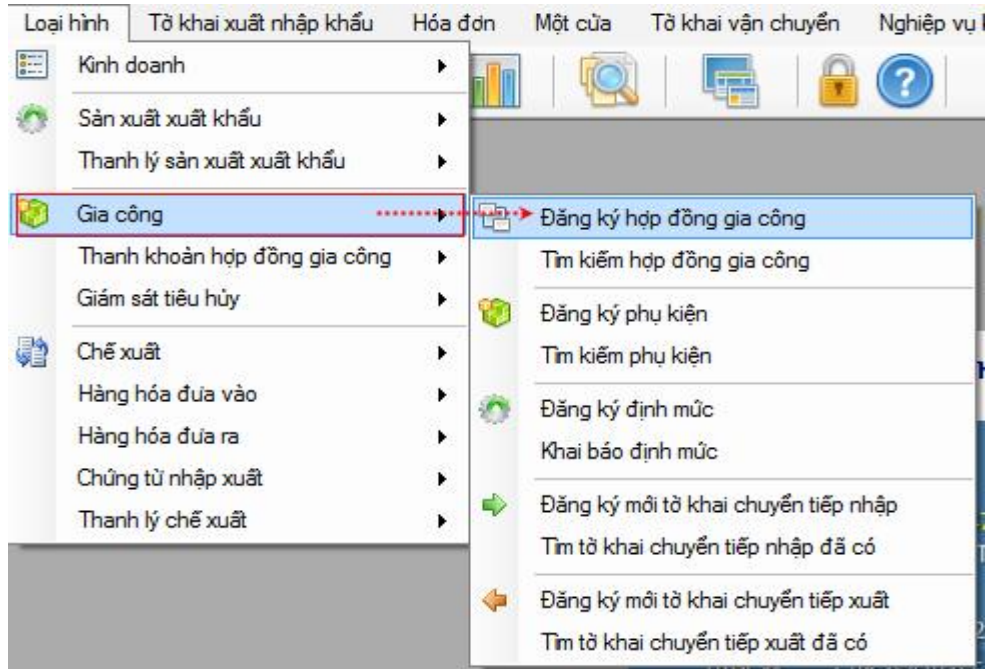 Loại hình Tờ khai xuất nhập khẩu Hóa đơn Một cửa Tờ khai vận chuyển Nghiệp vụ
Kinh doanh
Sản xuất xuất khẩu
Thanh lý sản xuất xuất khẩu
Gia công
Thanh khoản hợp đồng gia công
Giám sát tiêu hủy
Chế xuất
Hàng hóa đưa vào
Hàng hóa đưa ra
Chứng từ nhập xuất
Thanh lý chế xuất
Đăng ký hợp đồng gia công
Tìm kiếm hợp đồng gia công
Đăng ký phụ kiện
Tìm kiếm phụ kiện
Đăng ký định mức
Khai báo định mức
Đăng ký mới tờ khai chuyển tiếp nhập
Tìm tờ khai chuyển tiếp nhập đã có
Đăng ký mới tờ khai chuyển tiếp xuất
Tìm tờ khai chuyển tiếp xuất đã có